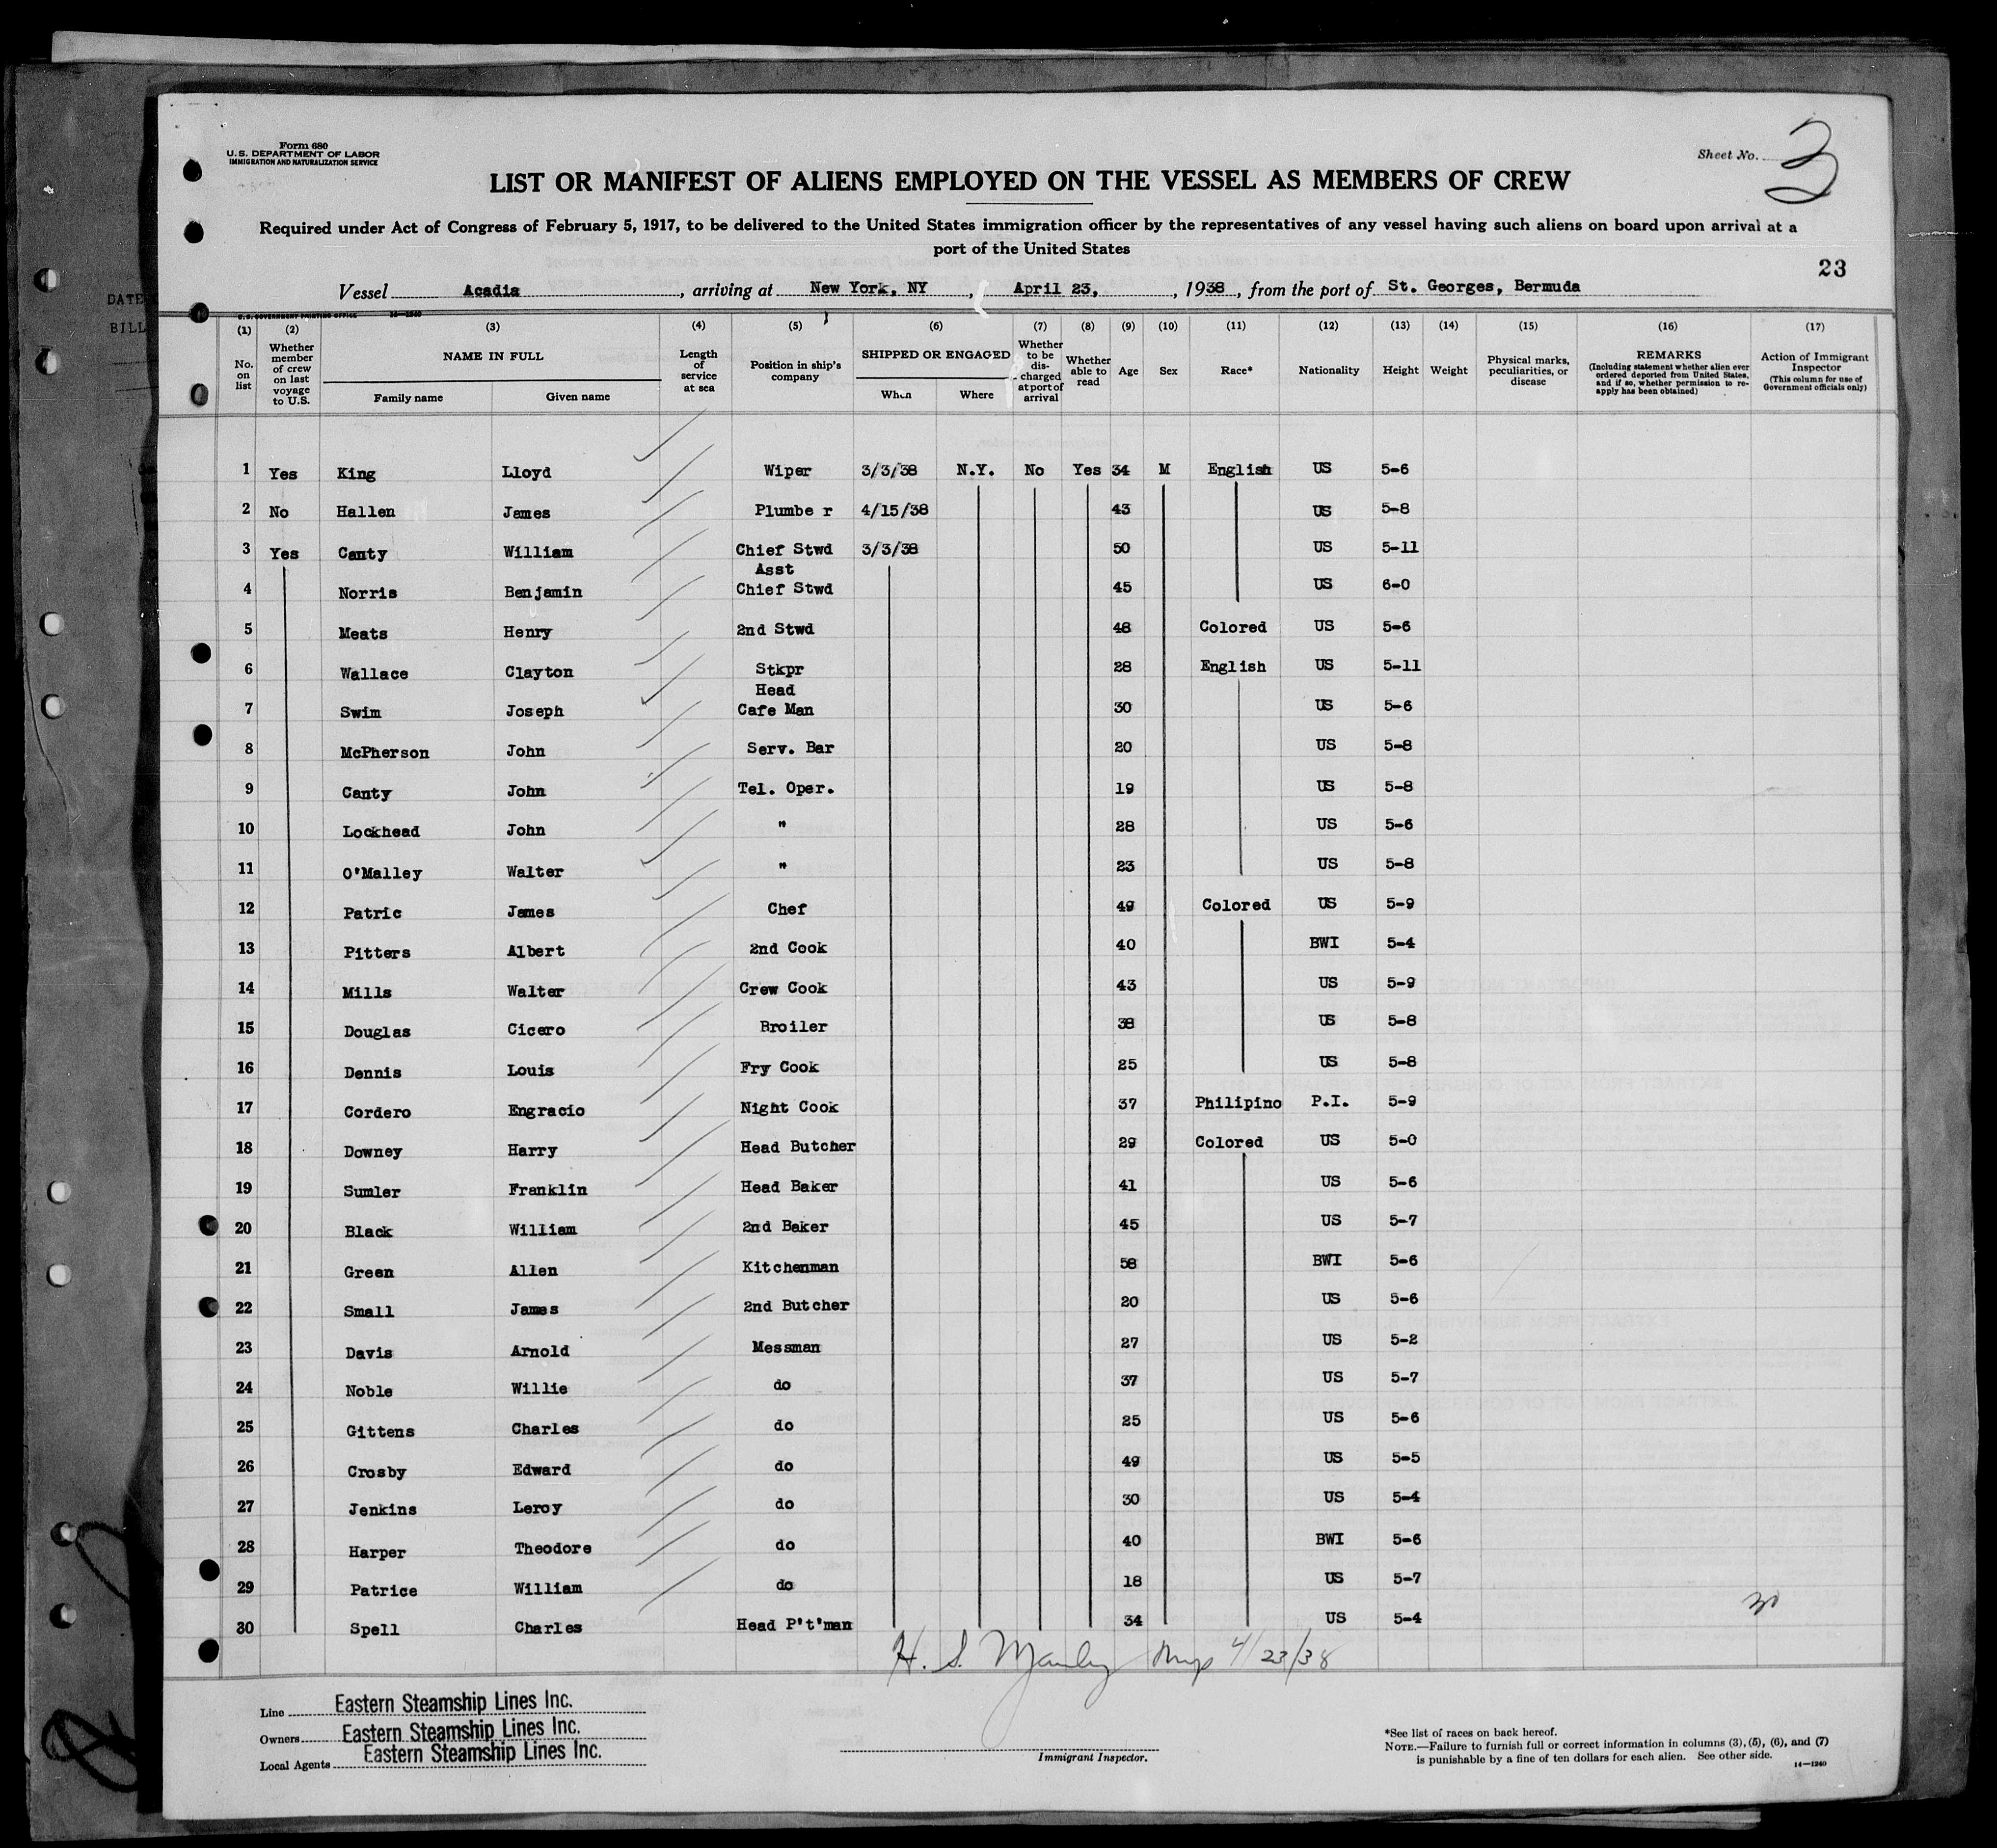 Form 680
U. S. DEPARTMENT OF LABOR
IMMIGRATION AND NATURALIZATION SERVICE
Sheet No. 3
LIST OR MANIFEST OF ALIENS EMPLOYED ON THE VESSEL AS MEMBERS OF CREW
Required under Act of Congress of February 5, 1917, to be delivered to the United States immigration officer by the representatives of any vessel having such aliens on board upon arrival at a
port of the United States
23
DATE
BILL
Vessel Acadia, arriving at New York, NY, April 23, 1938, from the port of St. Georges, Bermuda
U. S. GOVERNMENT PRINTING OFFICE 14—1240
(1) (2) (3) (4) (5) (6) (7) (8) (9) (10) (11) (12) (13) (14) (15) (16) (17)
No. on list
Whether member of crew on last voyage to U.S.
NAME IN FULL
Family name Given name
Length of service at sea
Position in ship's company
SHIPPED OR ENGAGED
When Where
Whether to be discharged at port of arrival
Whether able to read
Age
Sex
Race*
Nationality
Height
Weight
Physical marks, peculiarities, or disease
REMARKS
(Including statement whether alien ever ordered deported from United States, and if so, whether permission to reapply has been obtained)
Action of Immigrant Inspector
(This column for use of Government officials only)
1 Yes King Lloyd Wiper 3/3/38 N.Y. No Yes 34 M English US 5-6
2 No Hallen James Plumbe r 4/15/38 43 US 5-8
3 Yes Canty William Chief Stwd 3/3/38 50 US 5-11
4 Norris Benjamin Asst Chief Stwd 45 US 6-0
5 Meats Henry 2nd Stwd 48 Colored US 5-6
6 Wallace Clayton Stkpr 28 English US 5-11
7 Swim Joseph Head Cafe Man 30 US 5-6
8 McPherson John Serv. Bar 20 US 5-8
9 Canty John Tel. Oper. 19 US 5-8
10 Lockhead John " 28 US 5-6
11 O'Malley Walter " 23 US 5-8
12 Patric James Chef 49 Colored US 5-9
13 Pitters Albert 2nd Cook 40 BWI 5-4
14 Mills Walter Crew Cook 43 US 5-9
15 Douglas Cicero Broiler 38 US 5-8
16 Dennis Louis Fry Cook 25 US 5-8
17 Cordero Engracio Night Cook 37 Philipino P.I. 5-9
18 Downey Harry Head Butcher 29 Colored US 5-0
19 Sumler Franklin Head Baker 41 US 5-6
20 Black William 2nd Baker 45 US 5-7
21 Green Allen Kitchenman 58 BWI 5-6
22 Small James 2nd Butcher 20 US 5-6
23 Davis Arnold Messman 27 US 5-2
24 Noble Willie do 37 US 5-7
25 Gittens Charles do 25 US 5-6
26 Crosby Edward do 49 US 5-5
27 Jenkins Leroy do 30 US 5-4
28 Harper Theodore do 40 BWI 5-6
29 Patrice William do 18 US 5-7
30 Spell Charles Head P't'man 34 US 5-4
30
H. S. Manley 4/23/38
Line Eastern Steamship Lines Inc.
Owners Eastern Steamship Lines Inc.
Local Agents Eastern Steamship Lines Inc.
Immigrant Inspector.
*See list of races on back hereof.
NOTE.—Failure to furnish full or correct information in columns (3), (5), (6), and (7)
is punishable by a fine of ten dollars for each alien. See other side.
14—1240